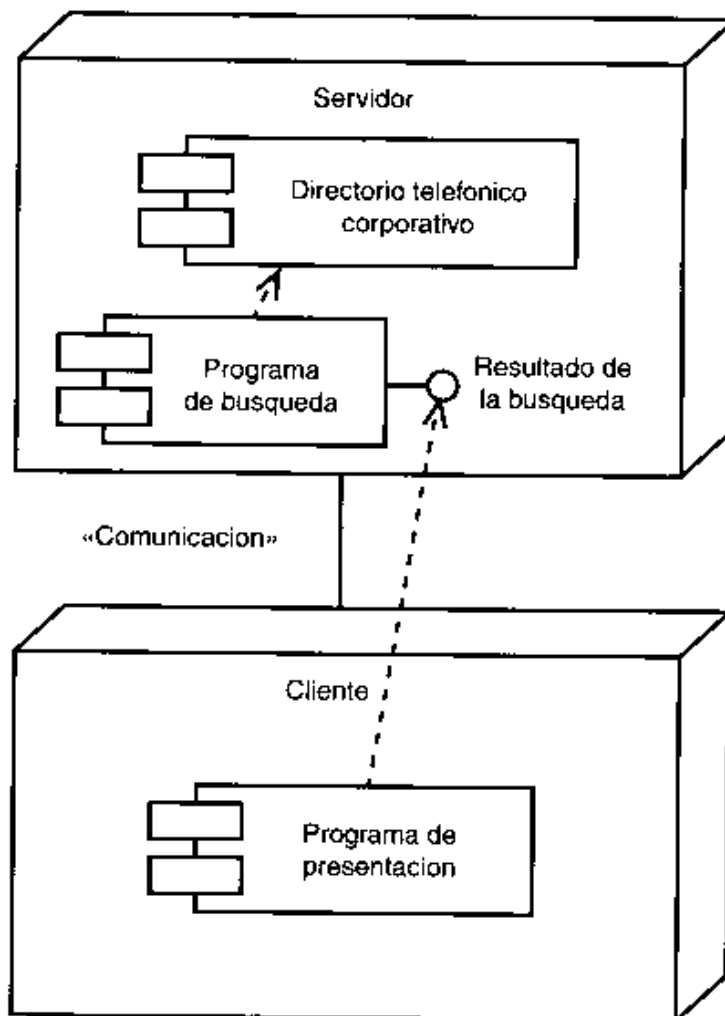 Servidor
Directorio telefonico
corporativo
Programa
de busqueda
Resultado de
la busqueda
«Comunicacion»
Cliente
Programa de
presentacion